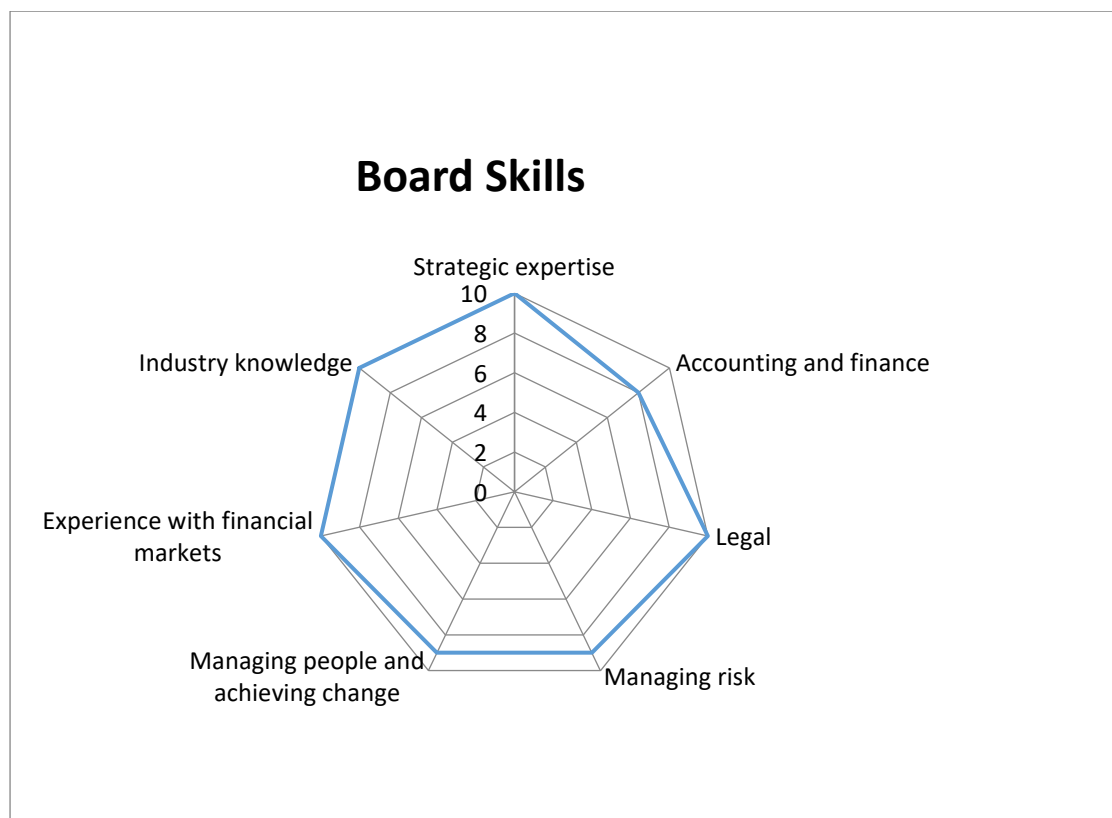 Board Skills
Strategic expertise
10
8
6
4
2
0
Accounting and finance
Legal
Managing risk
Managing people and
achieving change
Experience with financial
markets
Industry knowledge